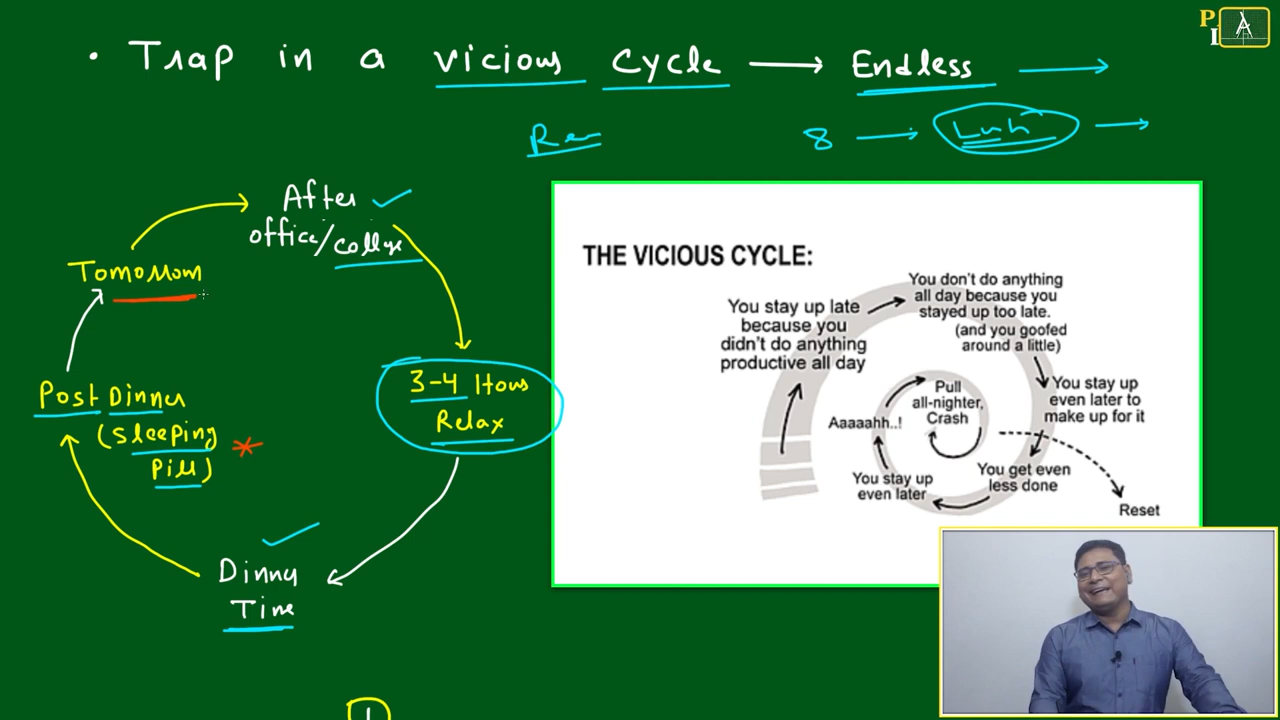 • Trap in a vicious cycle → Endless →
8 → Lunh →
After
office/college
3-4 Hours
Relax
Dinner
Time
Post Dinner
(Sleeping
Pill)
Tomorrow
THE VICIOUS CYCLE:
You stay up late
because you
didn't do anything
productive all day
You don't do anything
all day because you
stayed up too late.
(and you goofed
around a little)
You stay up
even later to
make up for it
You get even
less done
You stay up
even later
Aaaaahh..!
Pull
all-nighter,
Crash
Reset